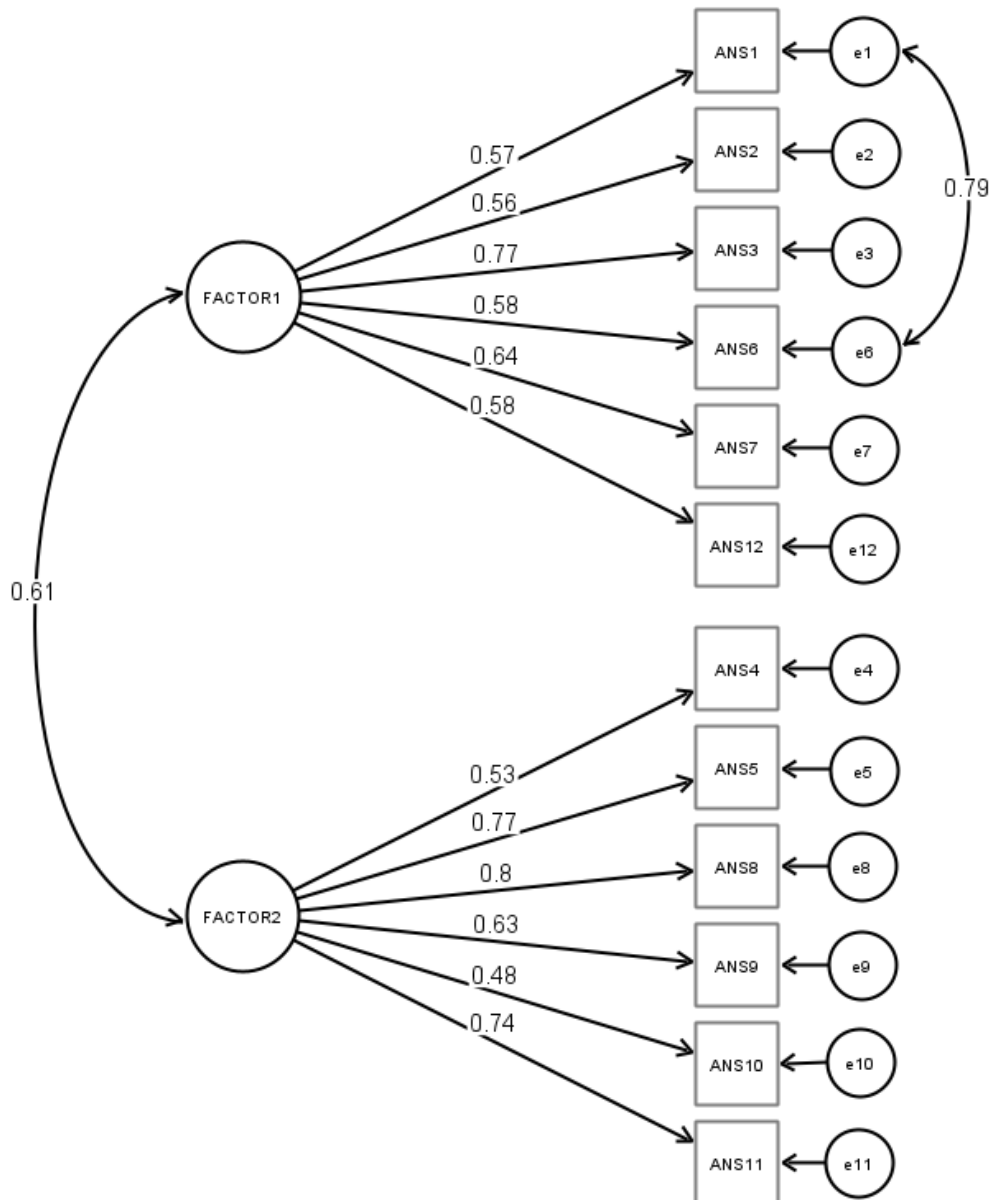 ANS1
e1
ANS2
e2
0.79
0.57
0.56
ANS3
e3
0.77
FACTOR1
0.58
ANS6
e6
0.64
0.58
ANS7
e7
ANS12
e12
0.61
ANS4
e4
0.53
ANS5
e5
0.77
0.8
ANS8
e8
FACTOR2
0.63
ANS9
e9
0.48
0.74
ANS10
e10
ANS11
e11